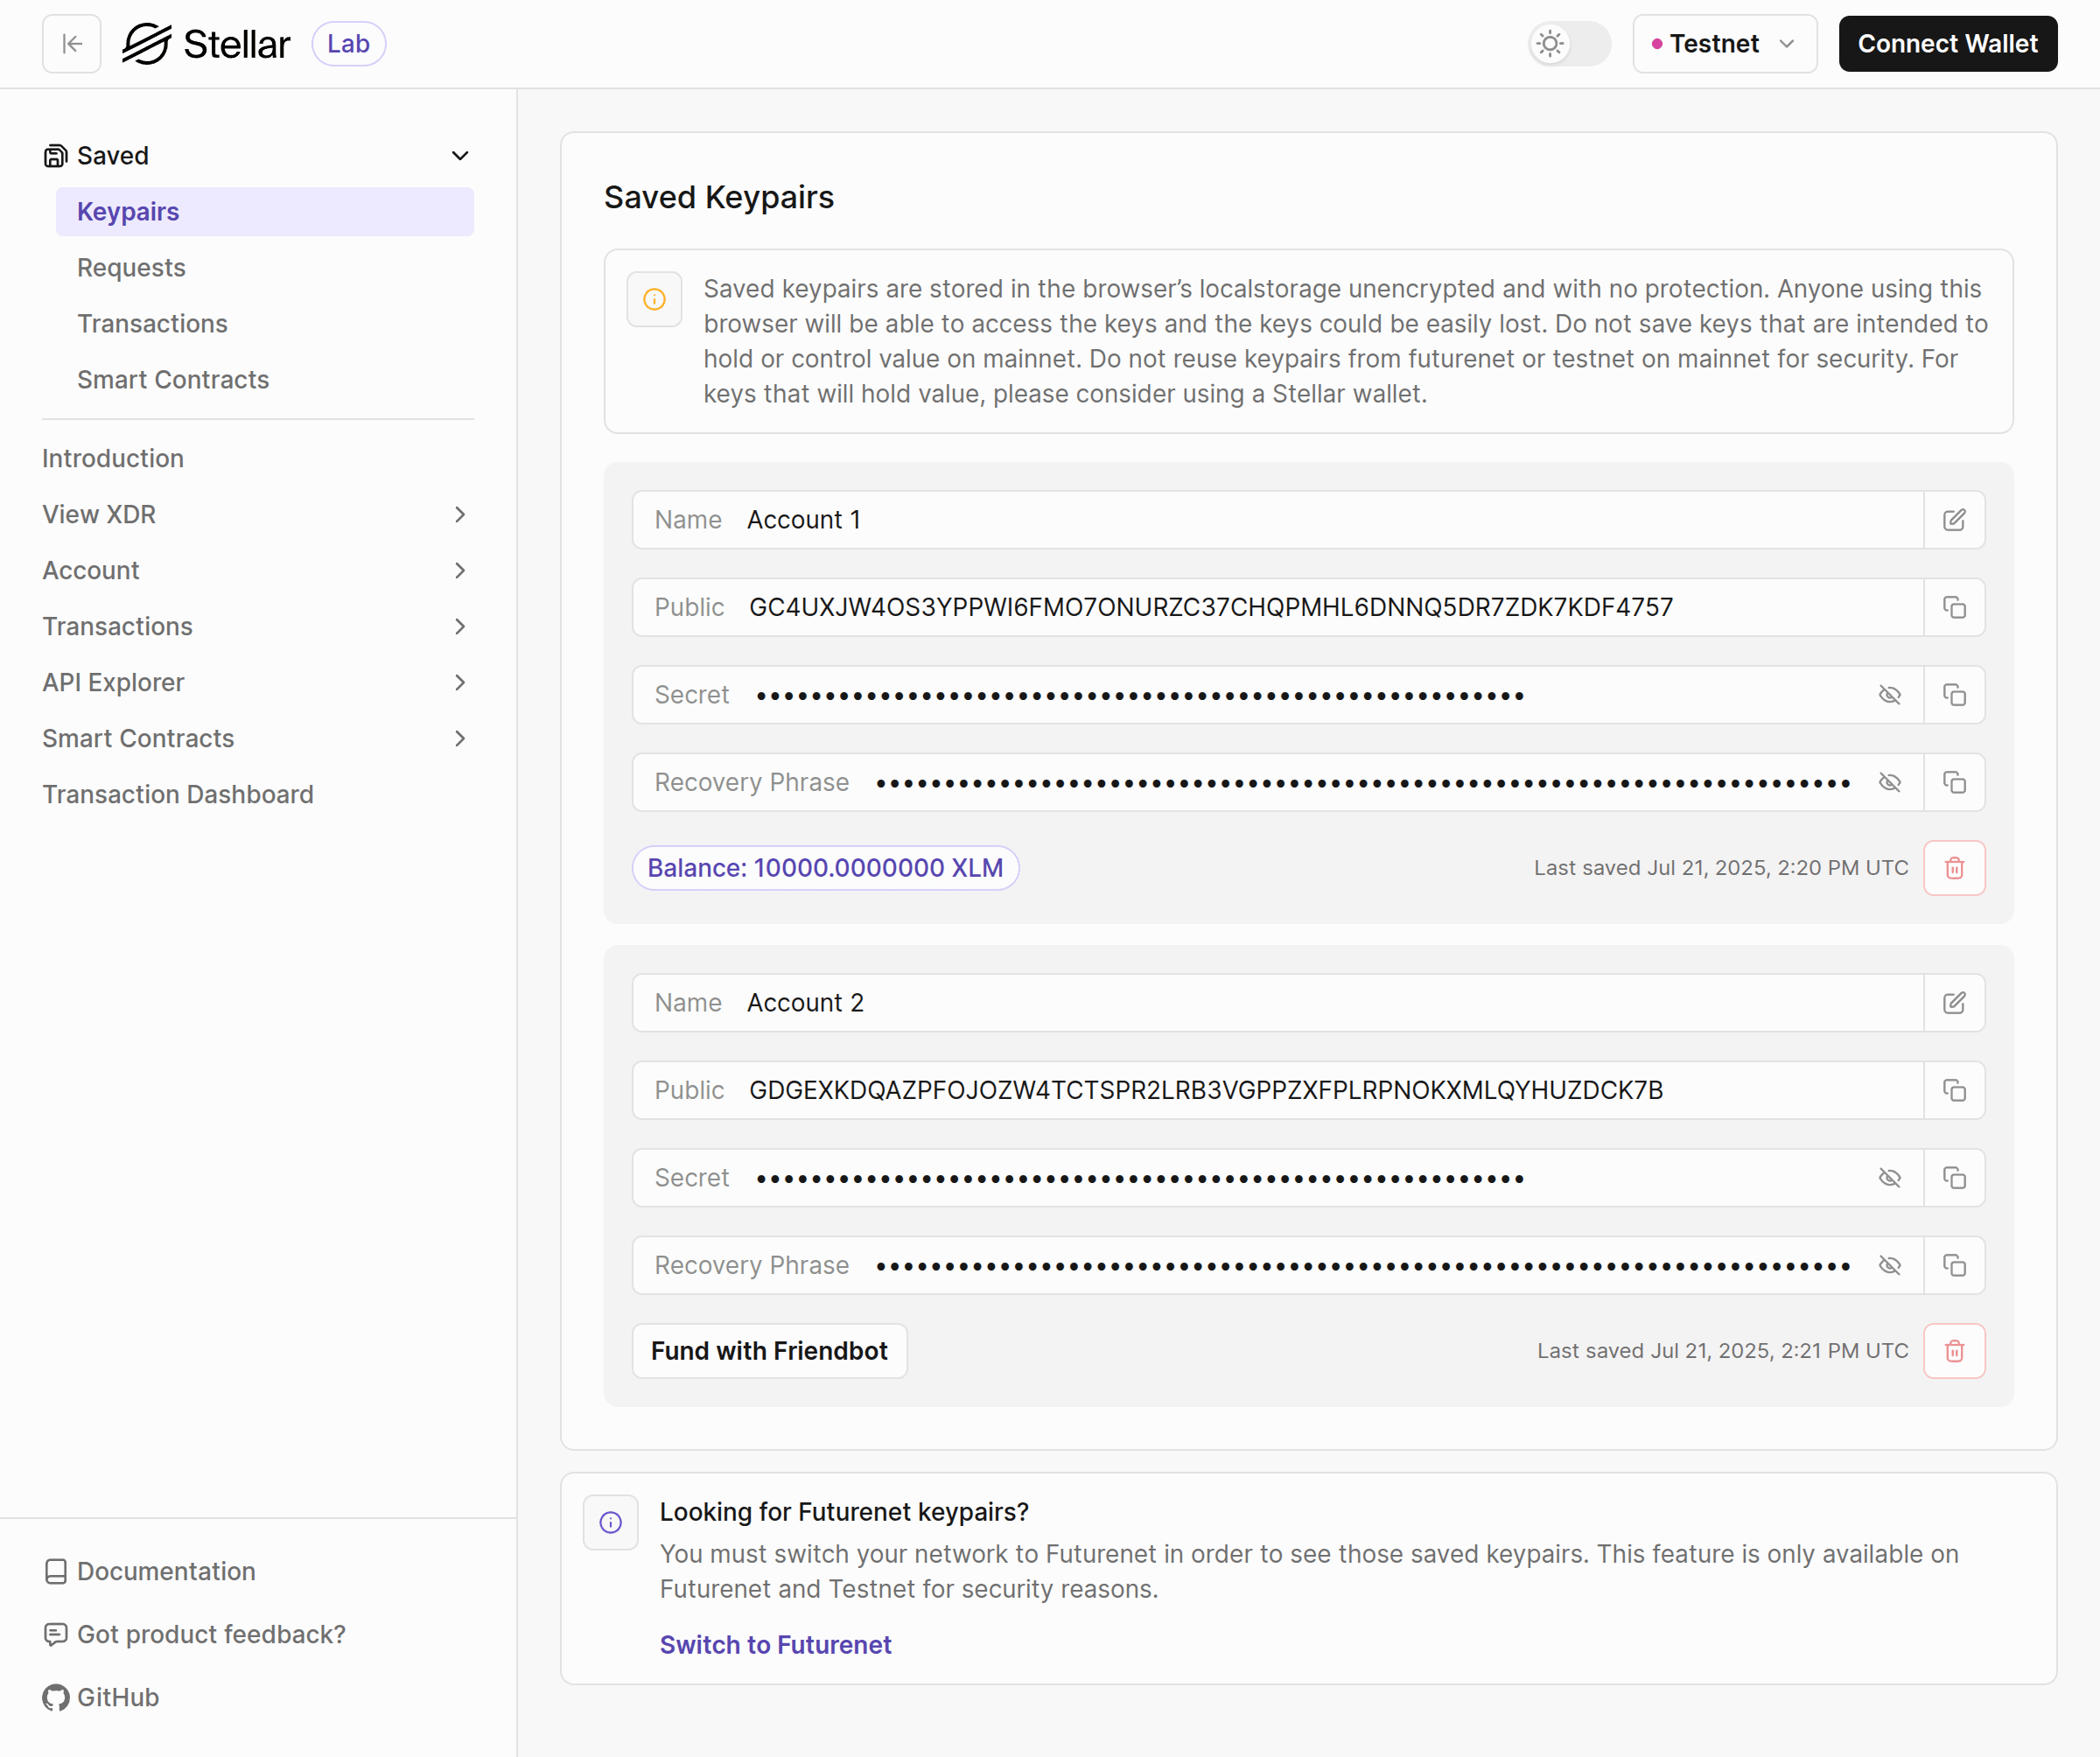 Stellar Lab Testnet Connect Wallet
Saved
Keypairs
Requests
Transactions
Smart Contracts
Introduction
View XDR
Account
Transactions
API Explorer
Smart Contracts
Transaction Dashboard
Documentation
Got product feedback?
GitHub
Saved Keypairs
Saved keypairs are stored in the browser’s localstorage unencrypted and with no protection. Anyone using this
browser will be able to access the keys and the keys could be easily lost. Do not save keys that are intended to
hold or control value on mainnet. Do not reuse keypairs from futurenet or testnet on mainnet for security. For
keys that will hold value, please consider using a Stellar wallet.
Name Account 1
Public GC4UXJW4OS3YPPWI6FMO7ONURZC37CHQPMHL6DNNQ5DR7ZDK7KDF4757
Secret ••••••••••••••••••••••••••••••••••••••••••••••••••••••••
Recovery Phrase •••••••••••••••••••••••••••••••••••••••••••••••••••••••••••••••••••••••
Balance: 10000.0000000 XLM Last saved Jul 21, 2025, 2:20 PM UTC
Name Account 2
Public GDGEXKDQAZPFOJOZW4TCTSPR2LRB3VGPPZXFPLRPNOKXMLQYHUZDCK7B
Secret ••••••••••••••••••••••••••••••••••••••••••••••••••••••••
Recovery Phrase •••••••••••••••••••••••••••••••••••••••••••••••••••••••••••••••••••••••
Fund with Friendbot Last saved Jul 21, 2025, 2:21 PM UTC
Looking for Futurenet keypairs?
You must switch your network to Futurenet in order to see those saved keypairs. This feature is only available on
Futurenet and Testnet for security reasons.
Switch to Futurenet